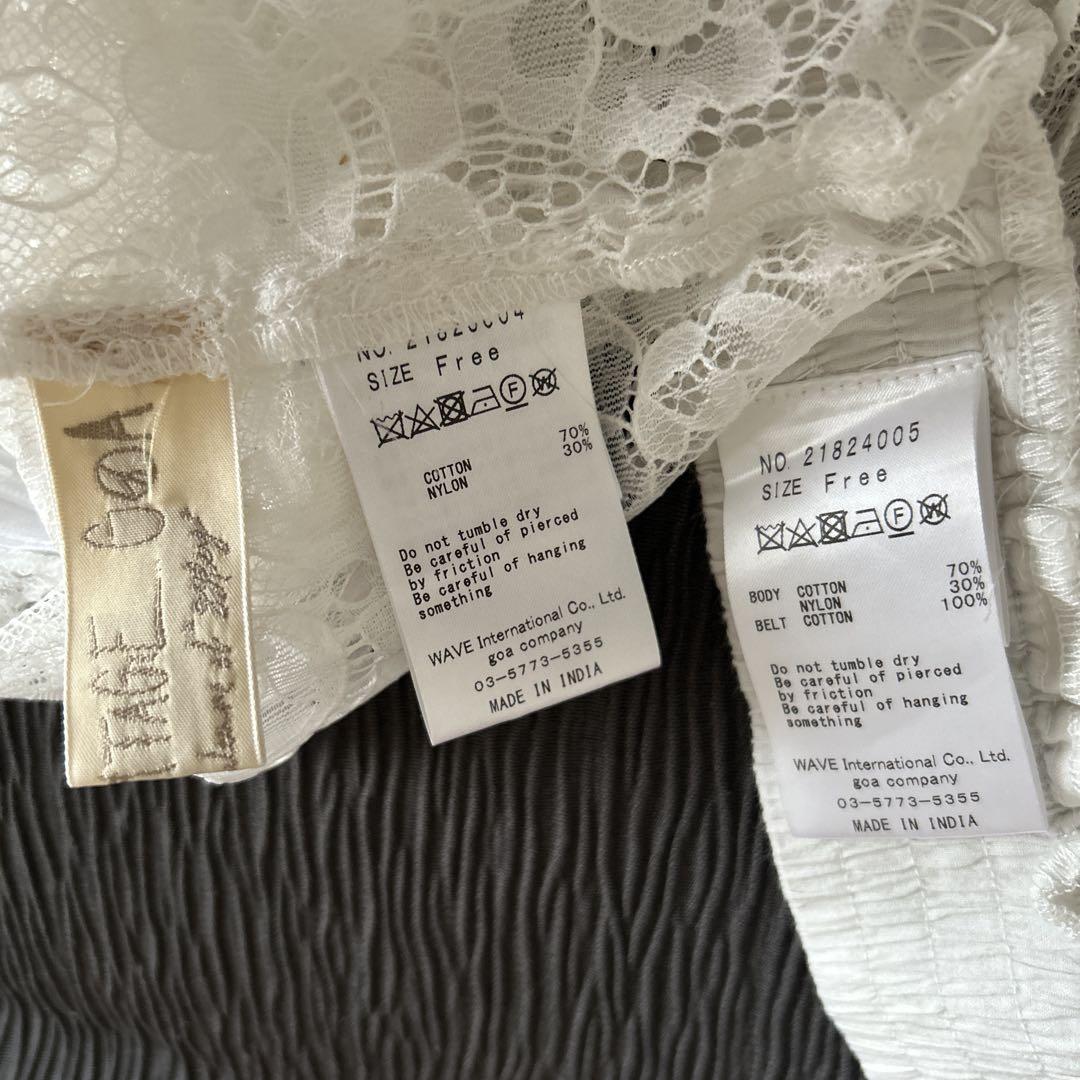 SIZE Free
70%
30%
COTTON
NYLON
Do not tumble dry
Be careful of pierced
by friction
Be careful of hanging
something
WAVE International Co., Ltd.
goa company
03-5773-5355
MADE IN INDIA
NO. 21824005
SIZE Free
BODY COTTON 70%
NYLON 30%
BELT COTTON 100%
Do not tumble dry
Be careful of pierced
by friction
Be careful of hanging
something
WAVE International Co., Ltd.
goa company
03-5773-5355
MADE IN INDIA